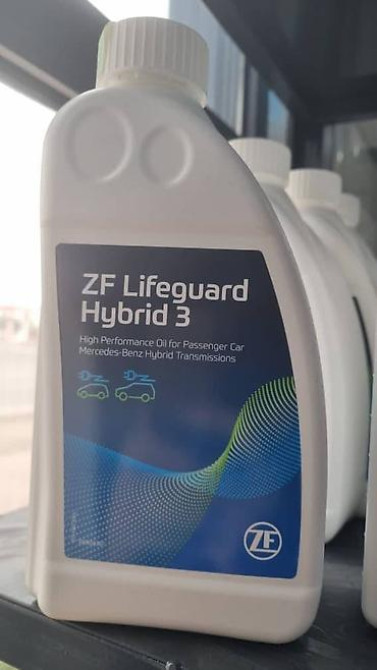 ZF Lifeguard
Hybrid 3
High Performance Oil for Passenger Car
Mercedes-Benz Hybrid Transmissions
ZF